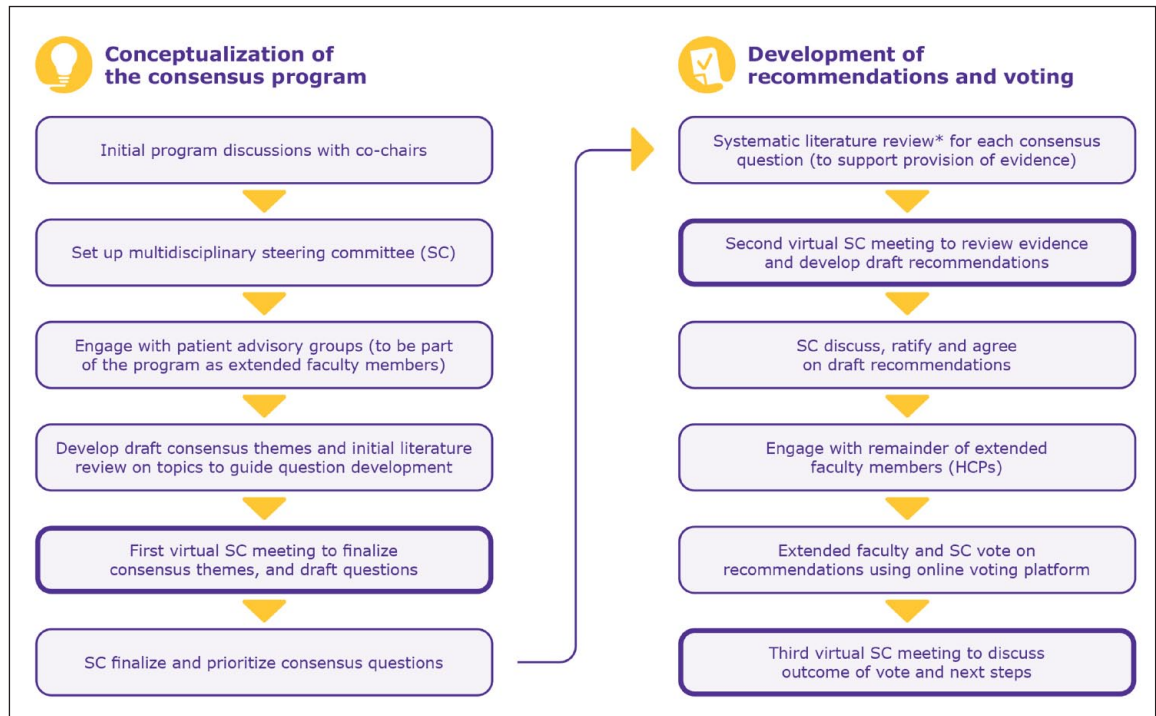 Conceptualization of
the consensus program
Initial program discussions with co-chairs
Set up multidisciplinary steering committee (SC)
Engage with patient advisory groups (to be part
of the program as extended faculty members)
Develop draft consensus themes and initial literature
review on topics to guide question development
First virtual SC meeting to finalize
consensus themes, and draft questions
SC finalize and prioritize consensus questions
Development of
recommendations and voting
Systematic literature review* for each consensus
question (to support provision of evidence)
Second virtual SC meeting to review evidence
and develop draft recommendations
SC discuss, ratify and agree
on draft recommendations
Engage with remainder of extended
faculty members (HCPs)
Extended faculty and SC vote on
recommendations using online voting platform
Third virtual SC meeting to discuss
outcome of vote and next steps